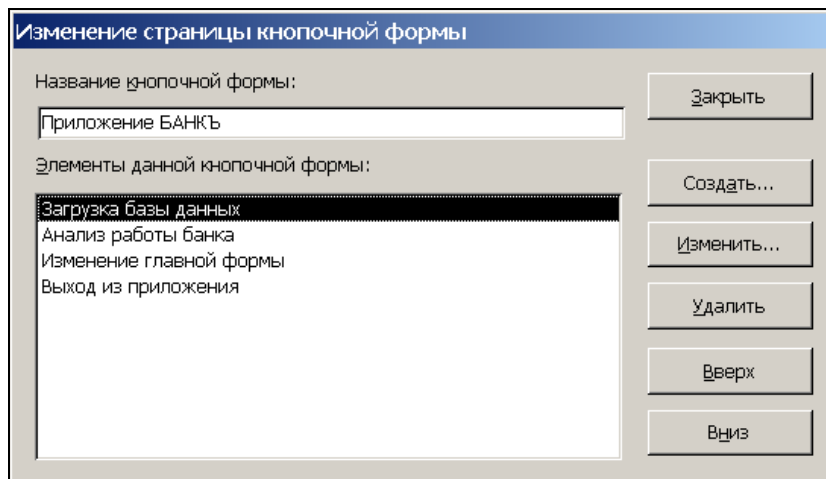 Изменение страницы кнопочной формы
Название кнопочной формы:
Закрыть
Приложение БАНКЪ
Элементы данной кнопочной формы:
Создать...
Загрузка базы данных
Анализ работы банка
Изменить...
Изменение главной формы
Выход из приложения
Удалить
Вверх
Вниз